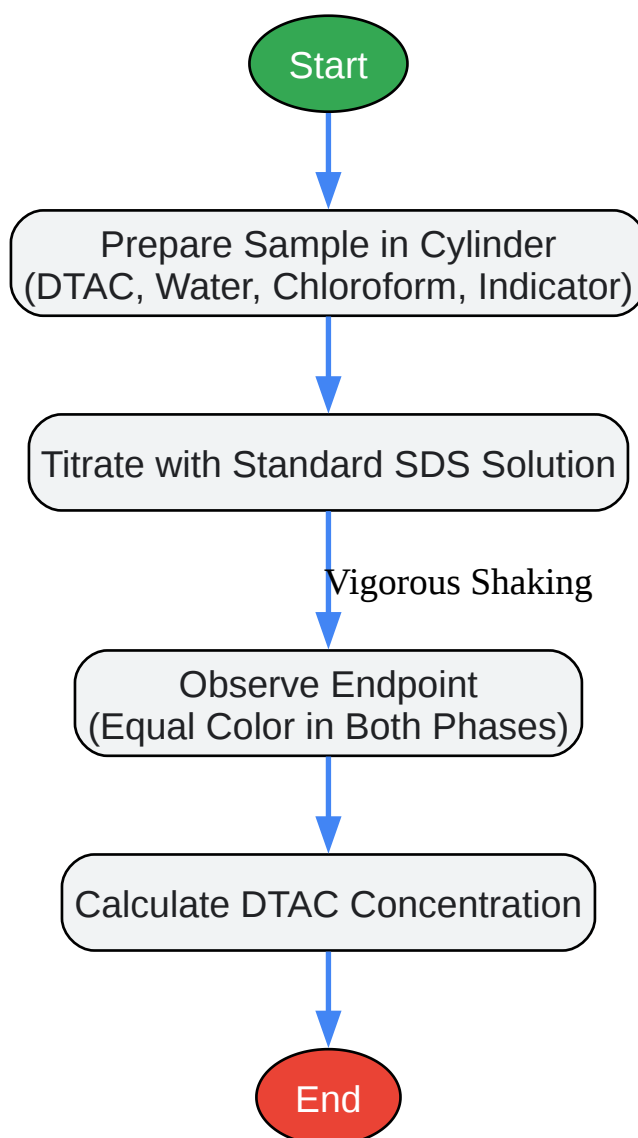 Start
Prepare Sample in Cylinder
(DTAC, Water, Chloroform, Indicator)
Titrate with Standard SDS Solution
Vigorous Shaking
Observe Endpoint
(Equal Color in Both Phases)
Calculate DTAC Concentration
End